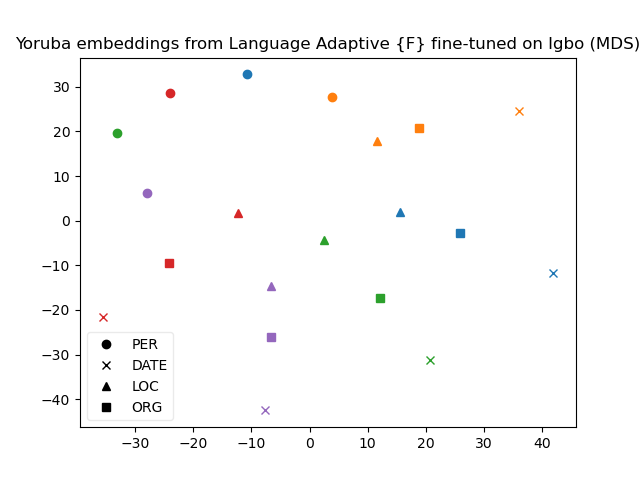 Yoruba embeddings from Language Adaptive {F} fine-tuned on Igbo (MDS)
30
20
10
0
−10
−20
−30
−40
PER
DATE
LOC
ORG
−30 −20 −10 0 10 20 30 40